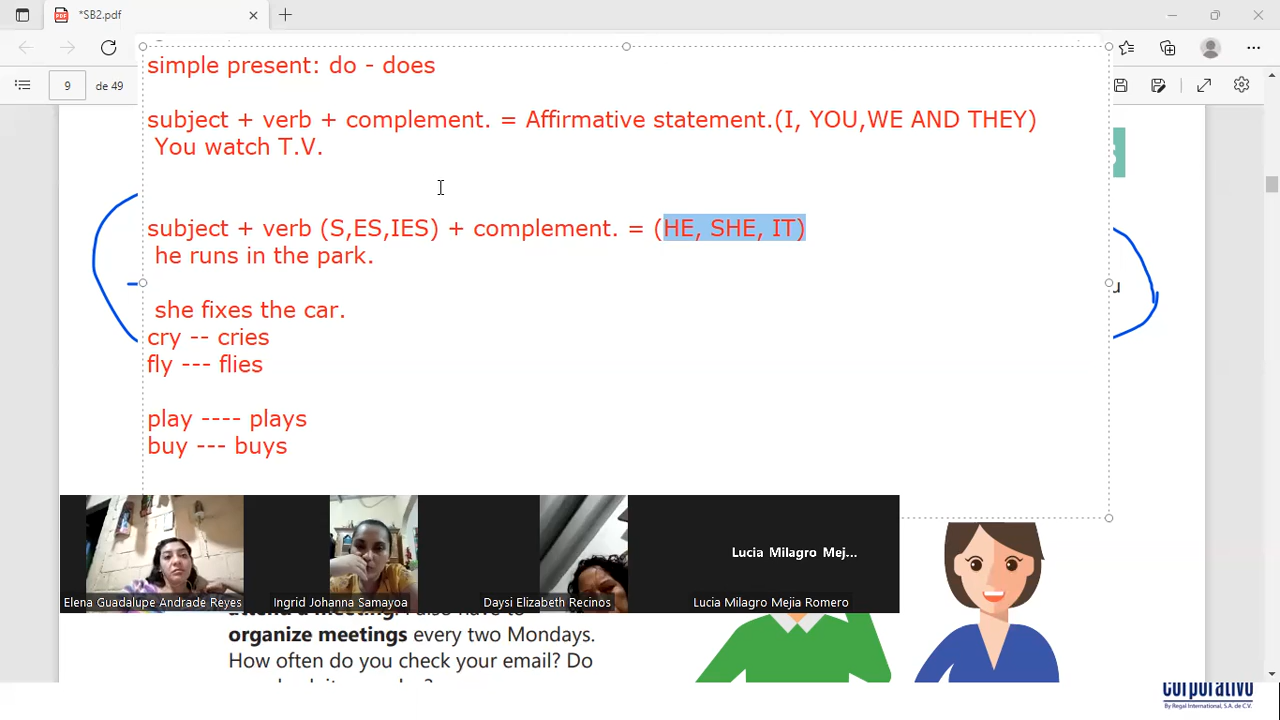 *SB2.pdf
9 de 49
simple present: do - does
subject + verb + complement. = Affirmative statement.(I, YOU,WE AND THEY)
You watch T.V.
subject + verb (S,ES,IES) + complement. = (HE, SHE, IT)
he runs in the park.
she fixes the car.
cry -- cries
fly --- flies
play ---- plays
buy --- buys
Lucia Milagro Mej...
Elena Guadalupe Andrade Reyes
Ingrid Johanna Samayoa
Daysi Elizabeth Recinos
Lucia Milagro Mejia Romero
organize meetings every two Mondays.
How often do you check your email? Do
Corporativo
By Regal International, S.A. de C.V.